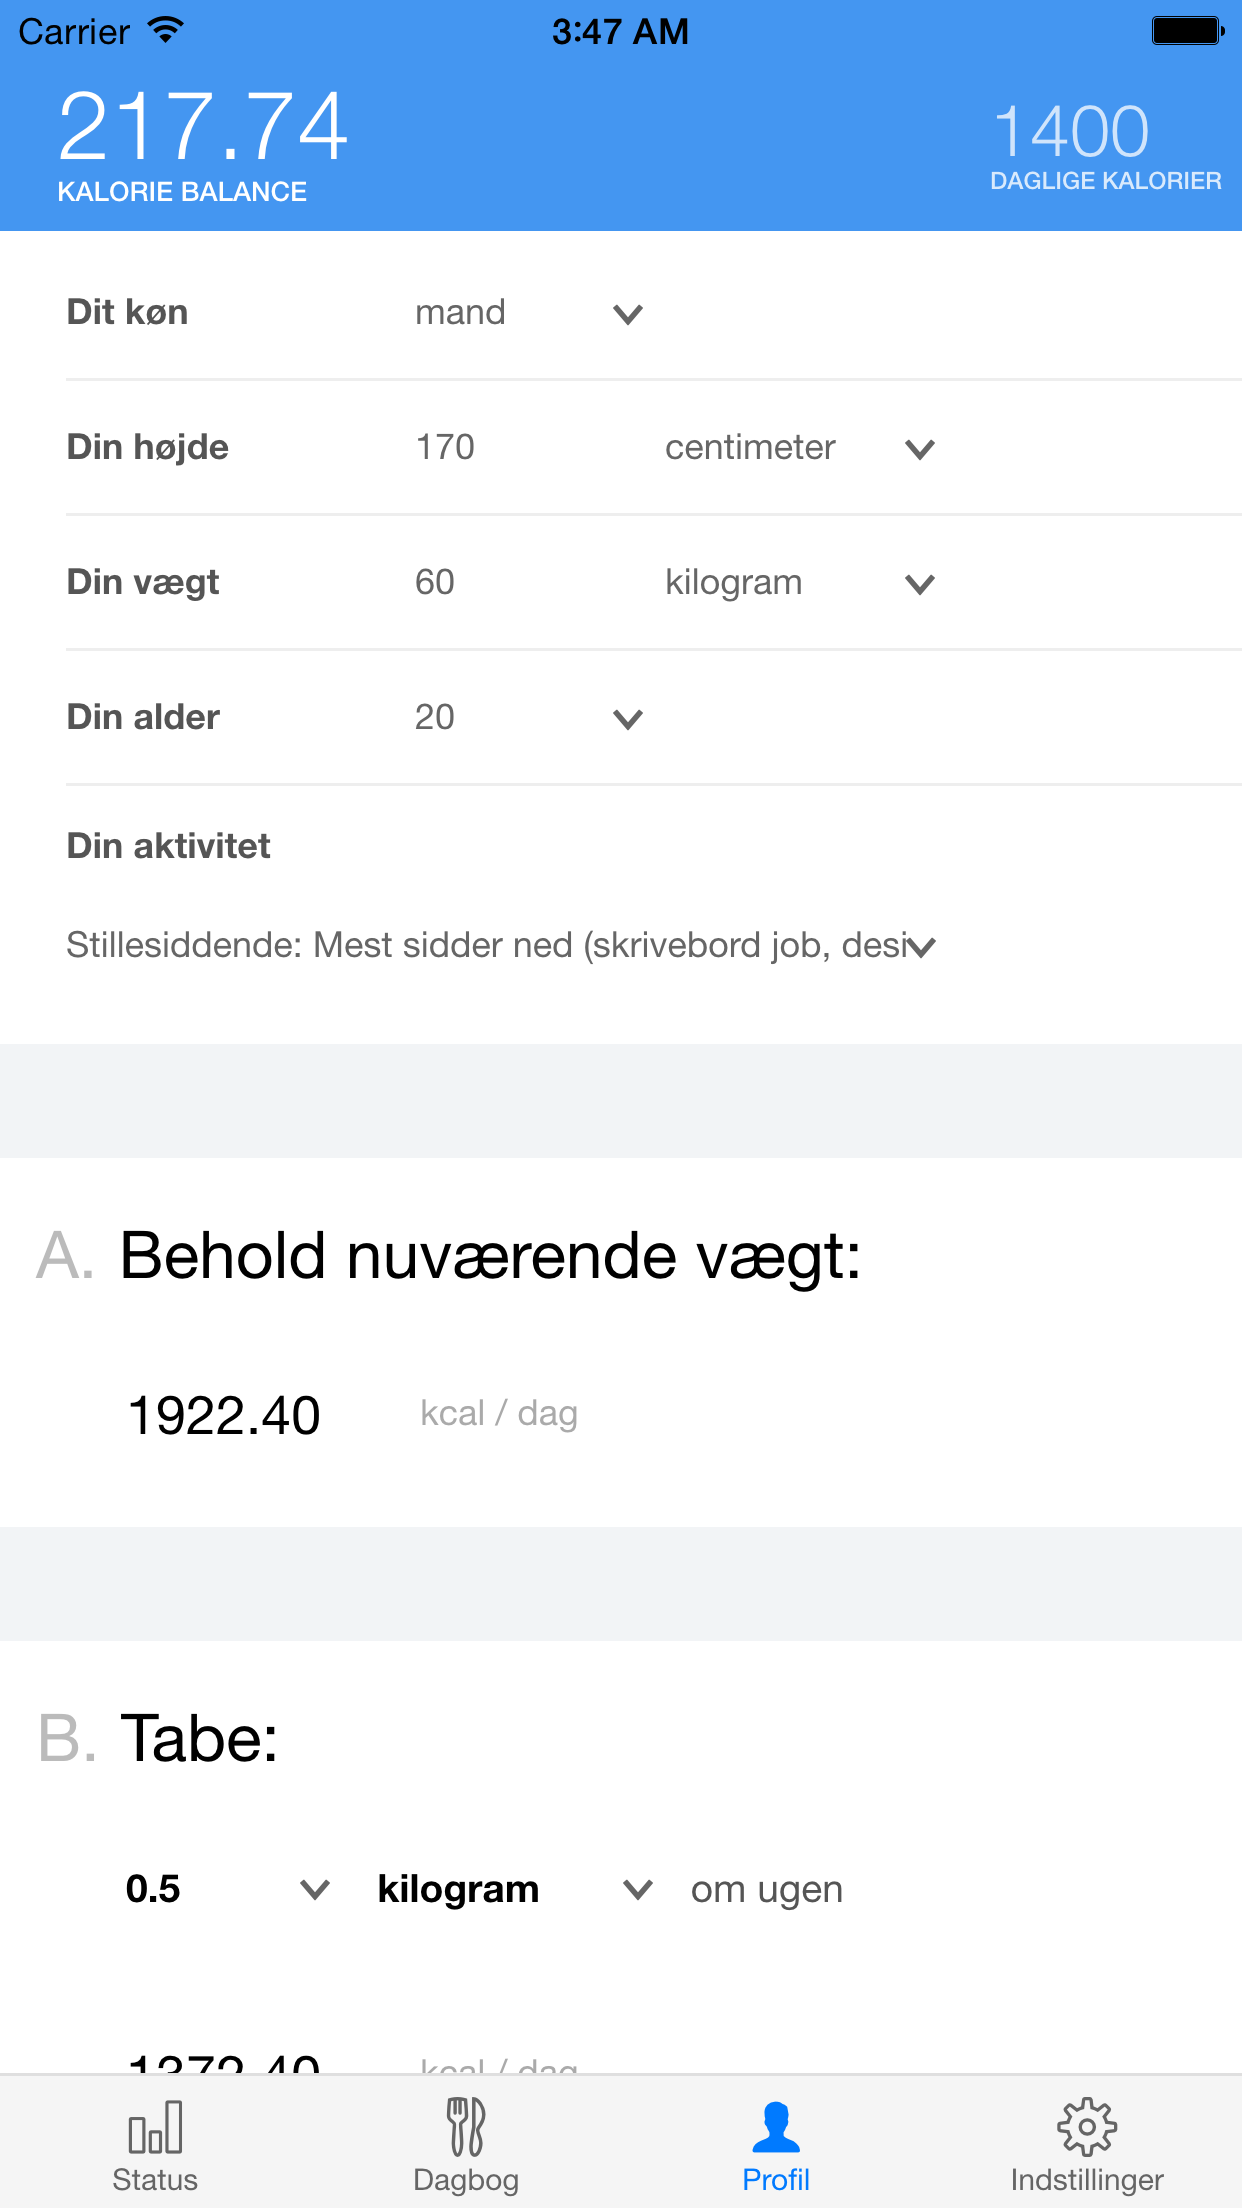 Carrier 3:47 AM
217.74
KALORIE BALANCE
1400
DAGLIGE KALORIER
Dit køn mand
Din højde 170 centimeter
Din vægt 60 kilogram
Din alder 20
Din aktivitet
Stillesiddende: Mest sidder ned (skrivebord job, desi
A. Behold nuværende vægt:
1922.40 kcal / dag
B. Tabe:
0.5 kilogram om ugen
1372.40 kcal / dag
Status Dagbog Profil Indstillinger